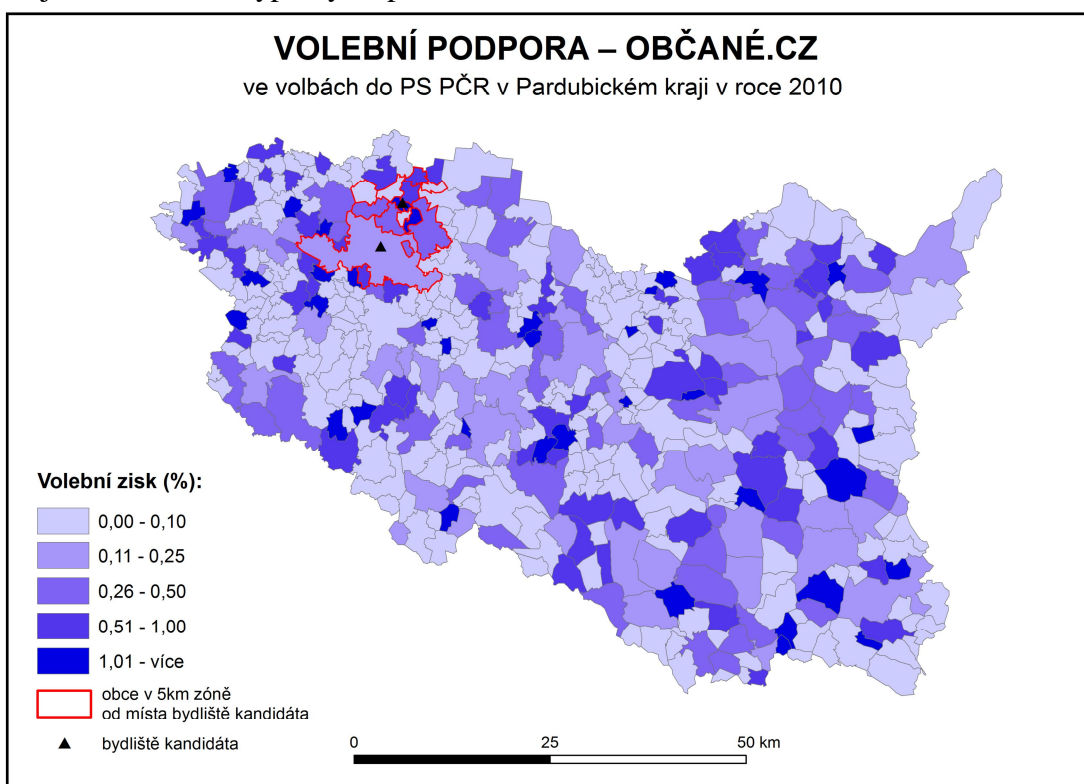 VOLEBNÍ PODPORA – OBČANÉ.CZ
ve volbách do PS PČR v Pardubickém kraji v roce 2010
Volební zisk (%):
0,00 - 0,10
0,11 - 0,25
0,26 - 0,50
0,51 - 1,00
1,01 - více
obce v 5km zóně
od místa bydliště kandidáta
bydliště kandidáta
0 25 50 km